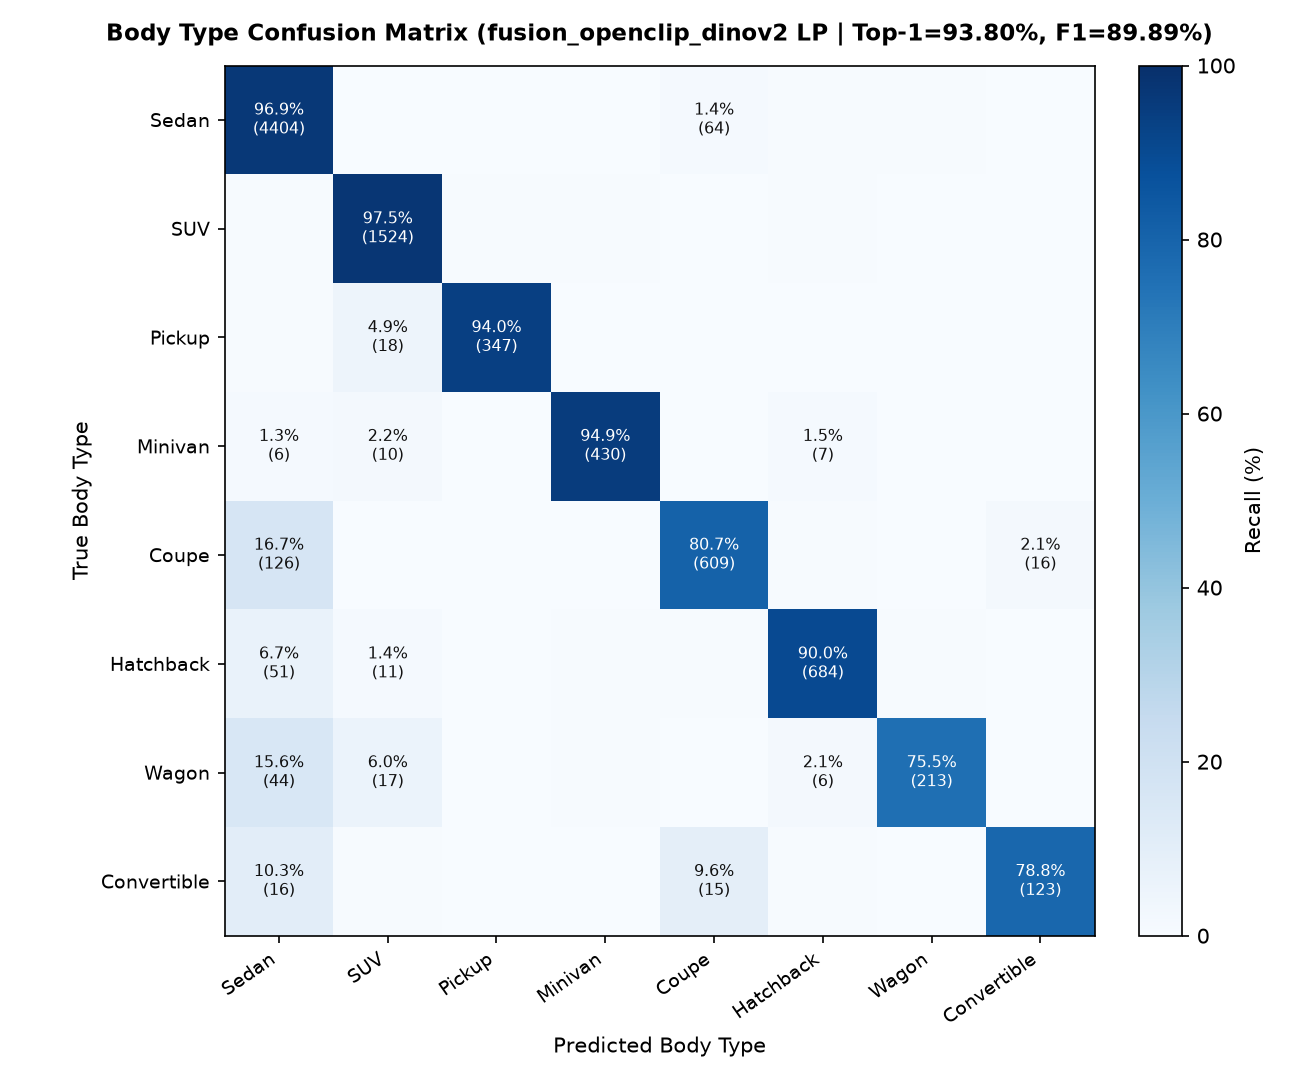 Body Type Confusion Matrix (fusion_openclip_dinov2 LP | Top-1=93.80%, F1=89.89%)
Sedan
96.9%
(4404)
1.4%
(64)
SUV
97.5%
(1524)
Pickup
4.9%
(18)
94.0%
(347)
Minivan
1.3%
(6)
2.2%
(10)
94.9%
(430)
1.5%
(7)
Coupe
16.7%
(126)
80.7%
(609)
2.1%
(16)
Hatchback
6.7%
(51)
1.4%
(11)
90.0%
(684)
Wagon
15.6%
(44)
6.0%
(17)
2.1%
(6)
75.5%
(213)
Convertible
10.3%
(16)
9.6%
(15)
78.8%
(123)
True Body Type
Sedan
SUV
Pickup
Minivan
Coupe
Hatchback
Wagon
Convertible
Predicted Body Type
100
80
60
40
20
0
Recall (%)